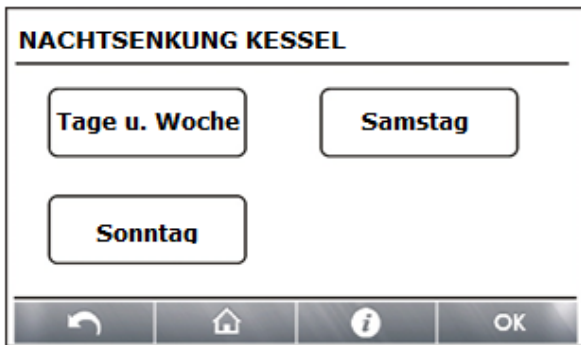 NACHTSENKUNG KESSEL
Tage u. Woche
Samstag
Sonntag
i
OK